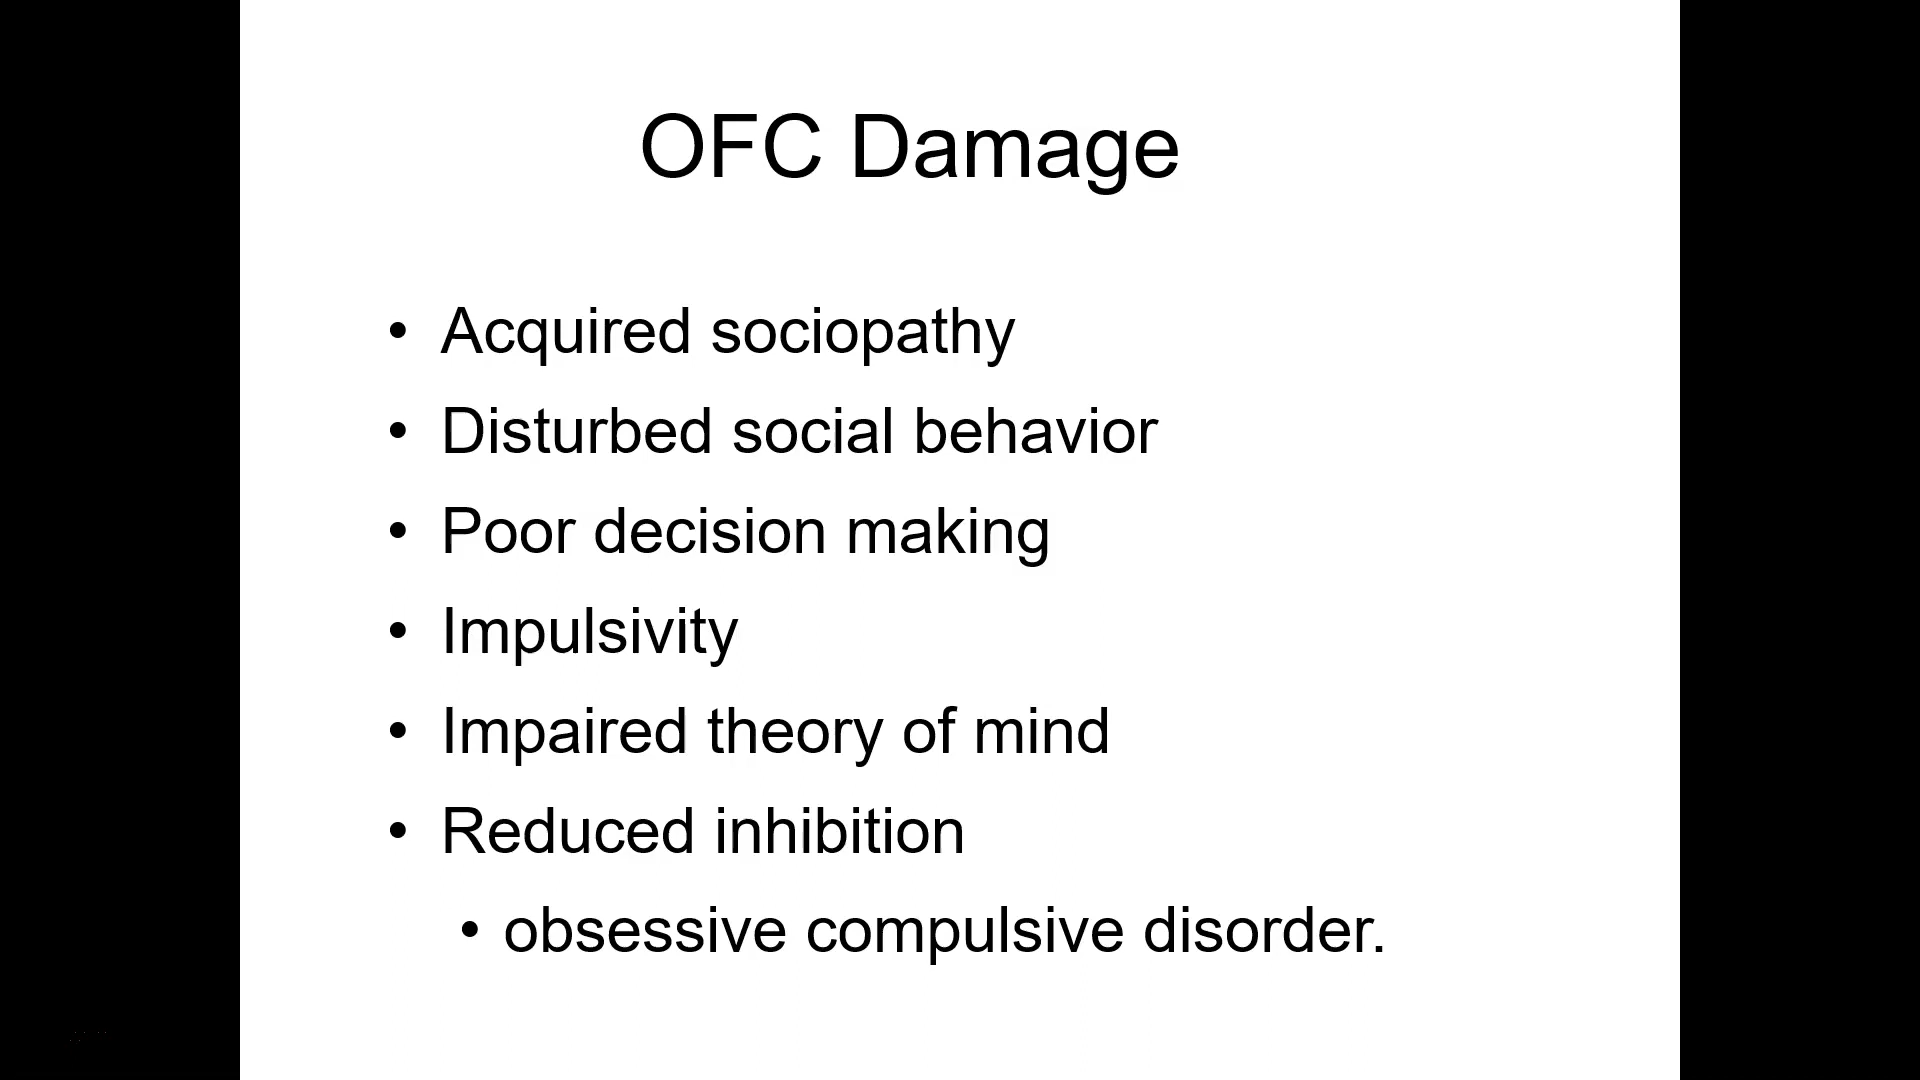 OFC Damage
• Acquired sociopathy
• Disturbed social behavior
• Poor decision making
• Impulsivity
• Impaired theory of mind
• Reduced inhibition
• obsessive compulsive disorder.